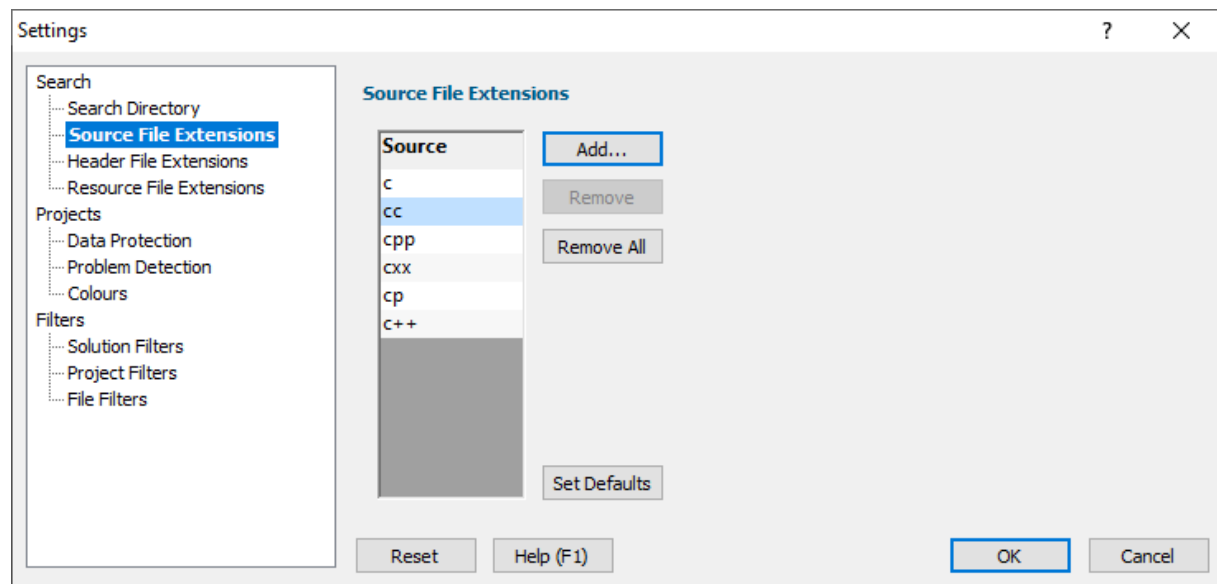 Settings
?
Search
Search Directory
Source File Extensions
Header File Extensions
Resource File Extensions
Projects
Data Protection
Problem Detection
Colours
Filters
Solution Filters
Project Filters
File Filters
Source File Extensions
Source
c
cc
cpp
cxx
cp
c++
Add...
Remove
Remove All
Set Defaults
Reset
Help (F1)
OK
Cancel